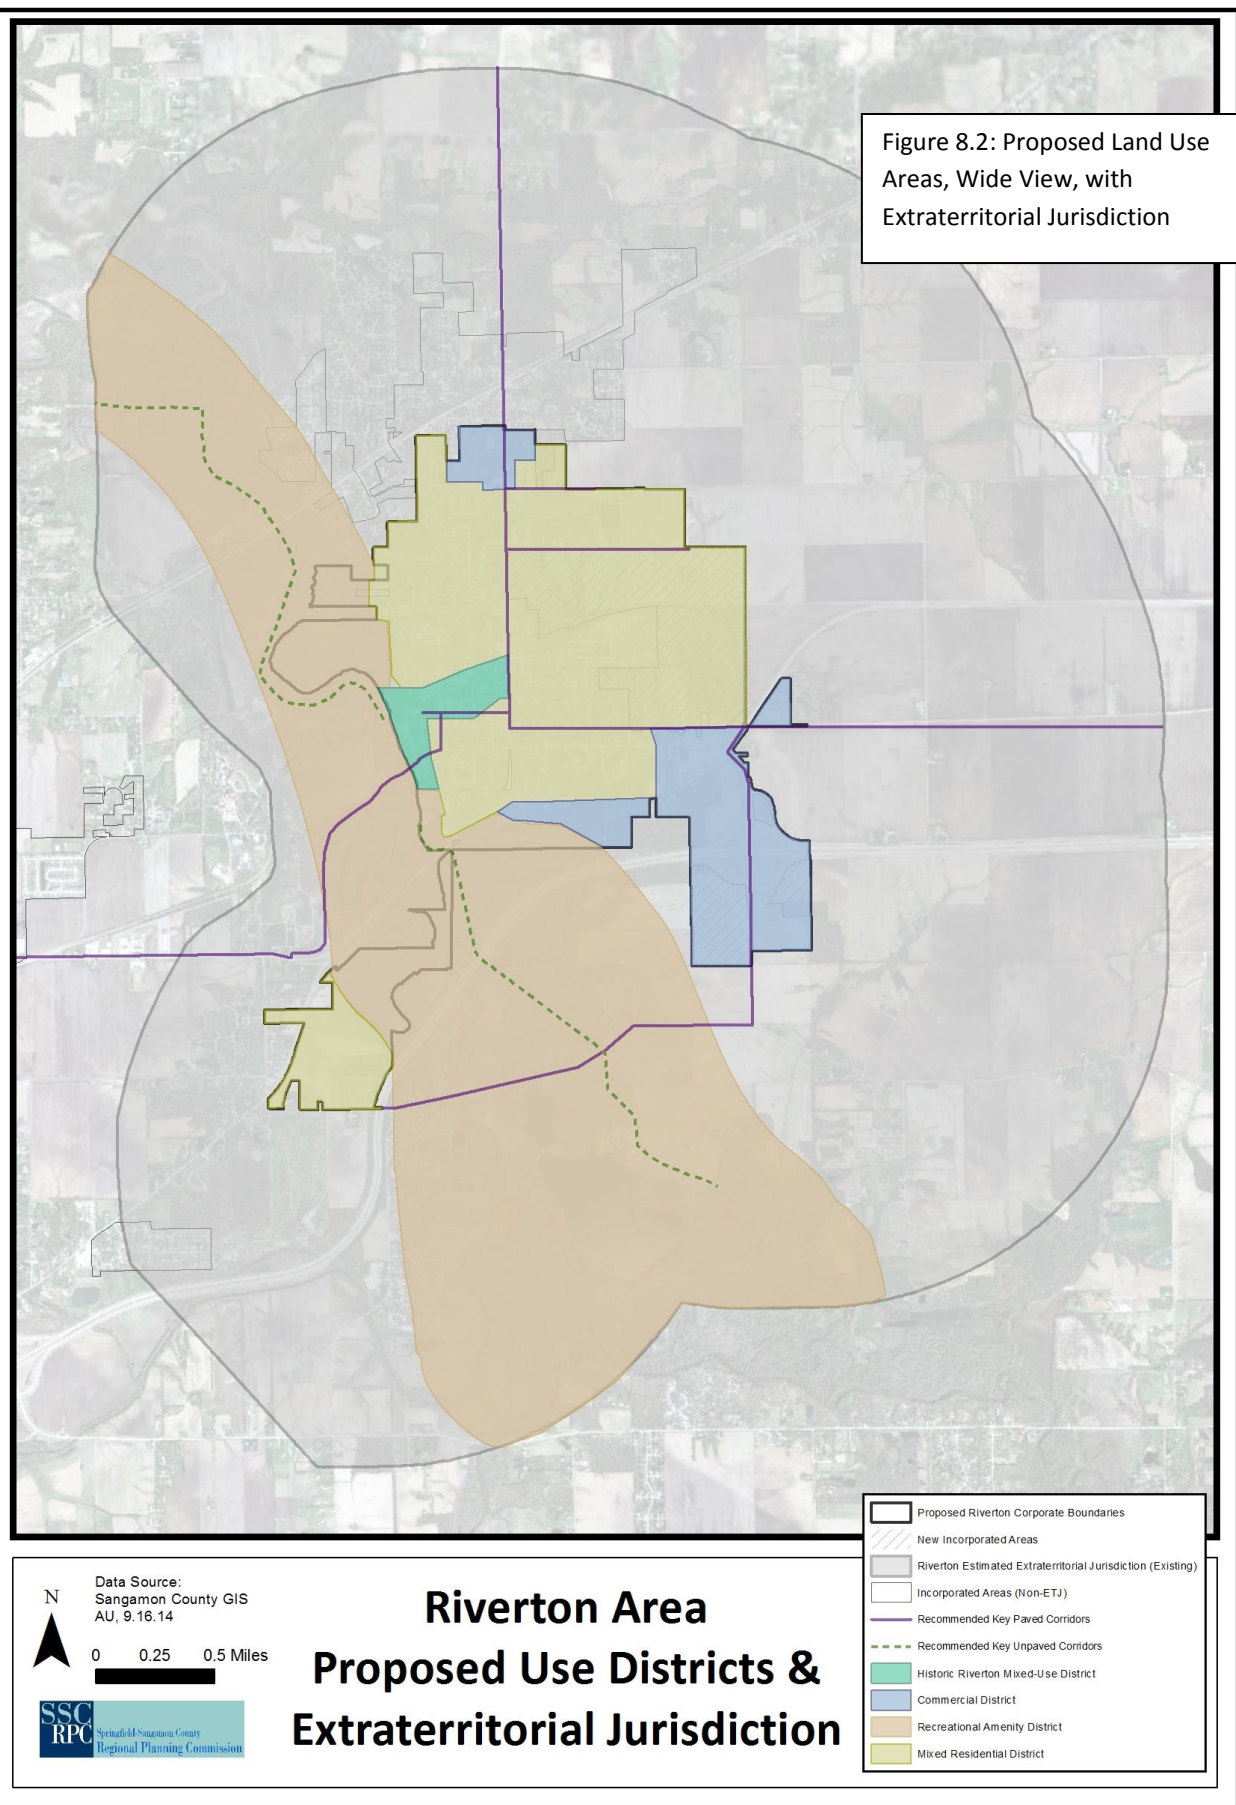 Figure 8.2: Proposed Land Use
Areas, Wide View, with
Extraterritorial Jurisdiction
Proposed Riverton Corporate Boundaries
New Incorporated Areas
Riverton Estimated Extraterritorial Jurisdiction (Existing)
Incorporated Areas (Non-ETJ)
Recommended Key Paved Corridors
Recommended Key Unpaved Corridors
Historic Riverton Mixed-Use District
Commercial District
Recreational Amenity District
Mixed Residential District
N
Data Source:
Sangamon County GIS
AU, 9.16.14
0 0.25 0.5 Miles
SSC
RPC
Springfield-Sangamon County
Regional Planning Commission
Riverton Area
Proposed Use Districts &
Extraterritorial Jurisdiction